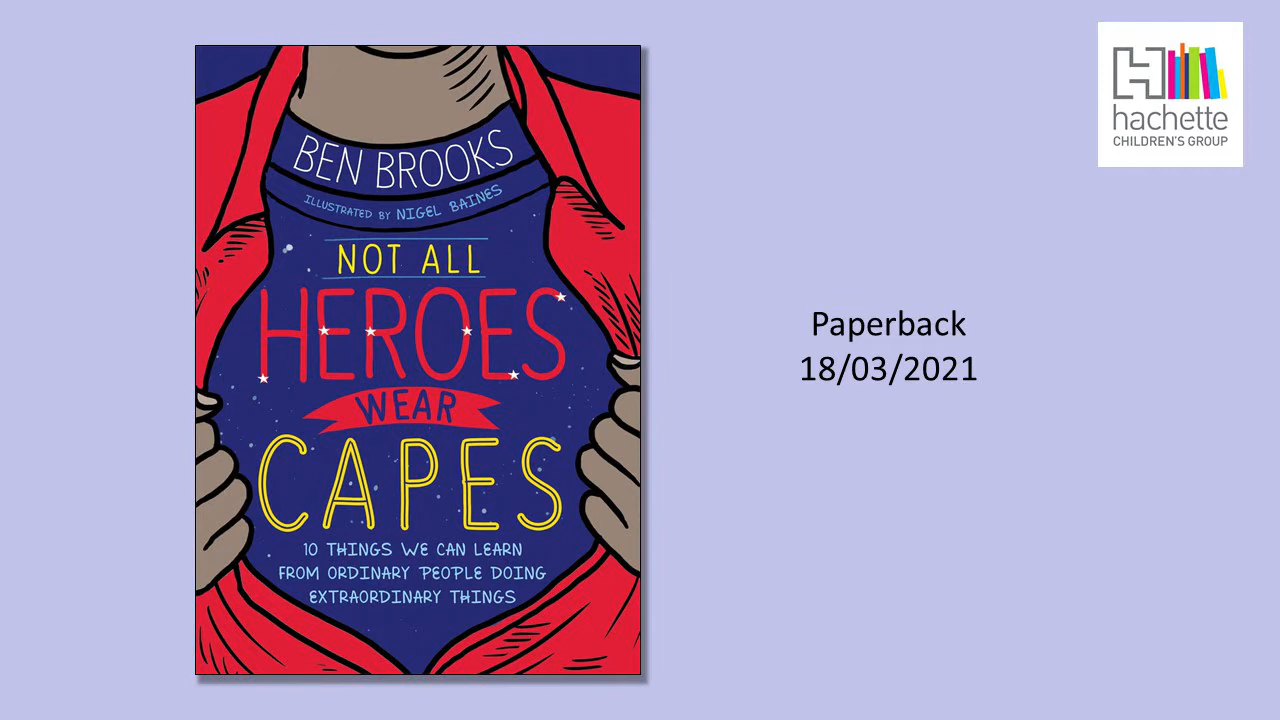 BEN BROOKS
ILLUSTRATED BY NIGEL BAINES
NOT ALL
HEROES
WEAR
CAPES
10 THINGS WE CAN LEARN
FROM ORDINARY PEOPLE DOING
EXTRAORDINARY THINGS
Paperback
18/03/2021
hachette
CHILDREN'S GROUP